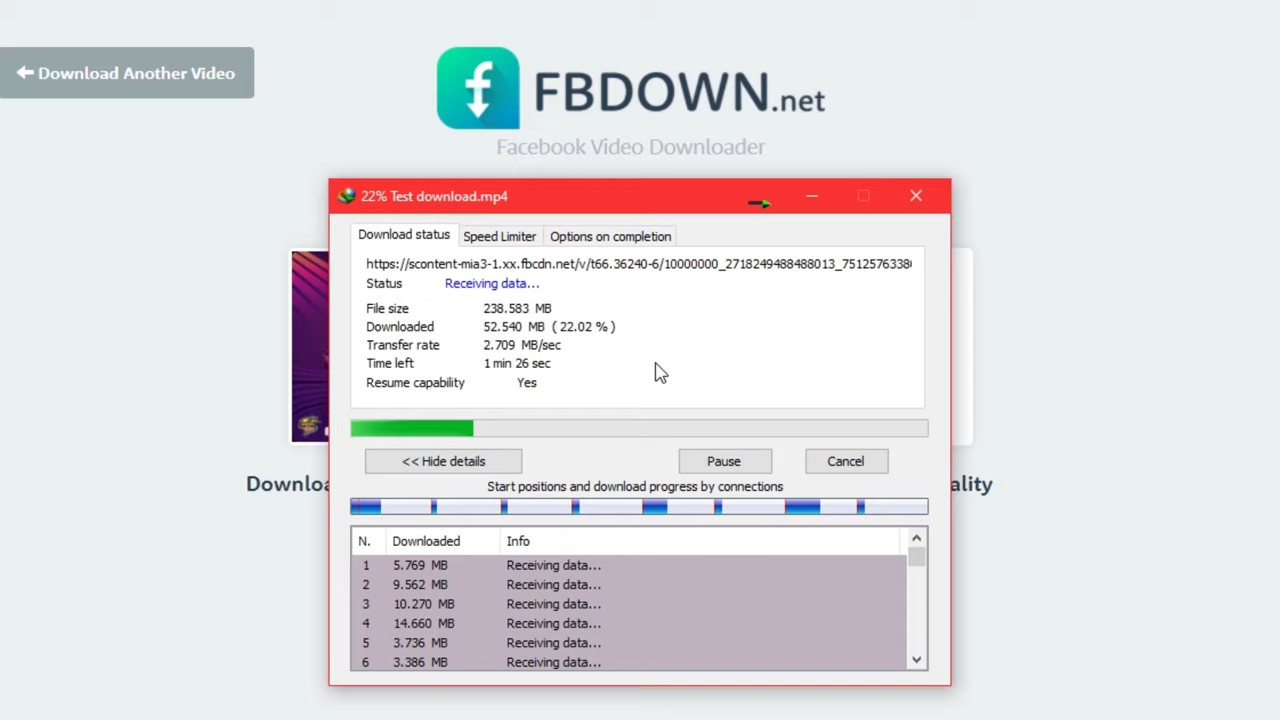 Download Another Video
FBDOWN.net
Facebook Video Downloader
22% Test download.mp4
Download status
Speed Limiter
Options on completion
https://scontent-mia3-1.xx.fbcdn.net/v/t66.36240-6/10000000_2718249488488013_7512576338
Status Receiving data...
File size 238.583 MB
Downloaded 52.540 MB ( 22.02 % )
Transfer rate 2.709 MB/sec
Time left 1 min 26 sec
Resume capability Yes
<< Hide details
Pause
Cancel
Downlo
ality
Start positions and download progress by connections
N. Downloaded Info
1 5.769 MB Receiving data...
2 9.562 MB Receiving data...
3 10.270 MB Receiving data...
4 14.660 MB Receiving data...
5 3.736 MB Receiving data...
6 3.386 MB Receiving data...